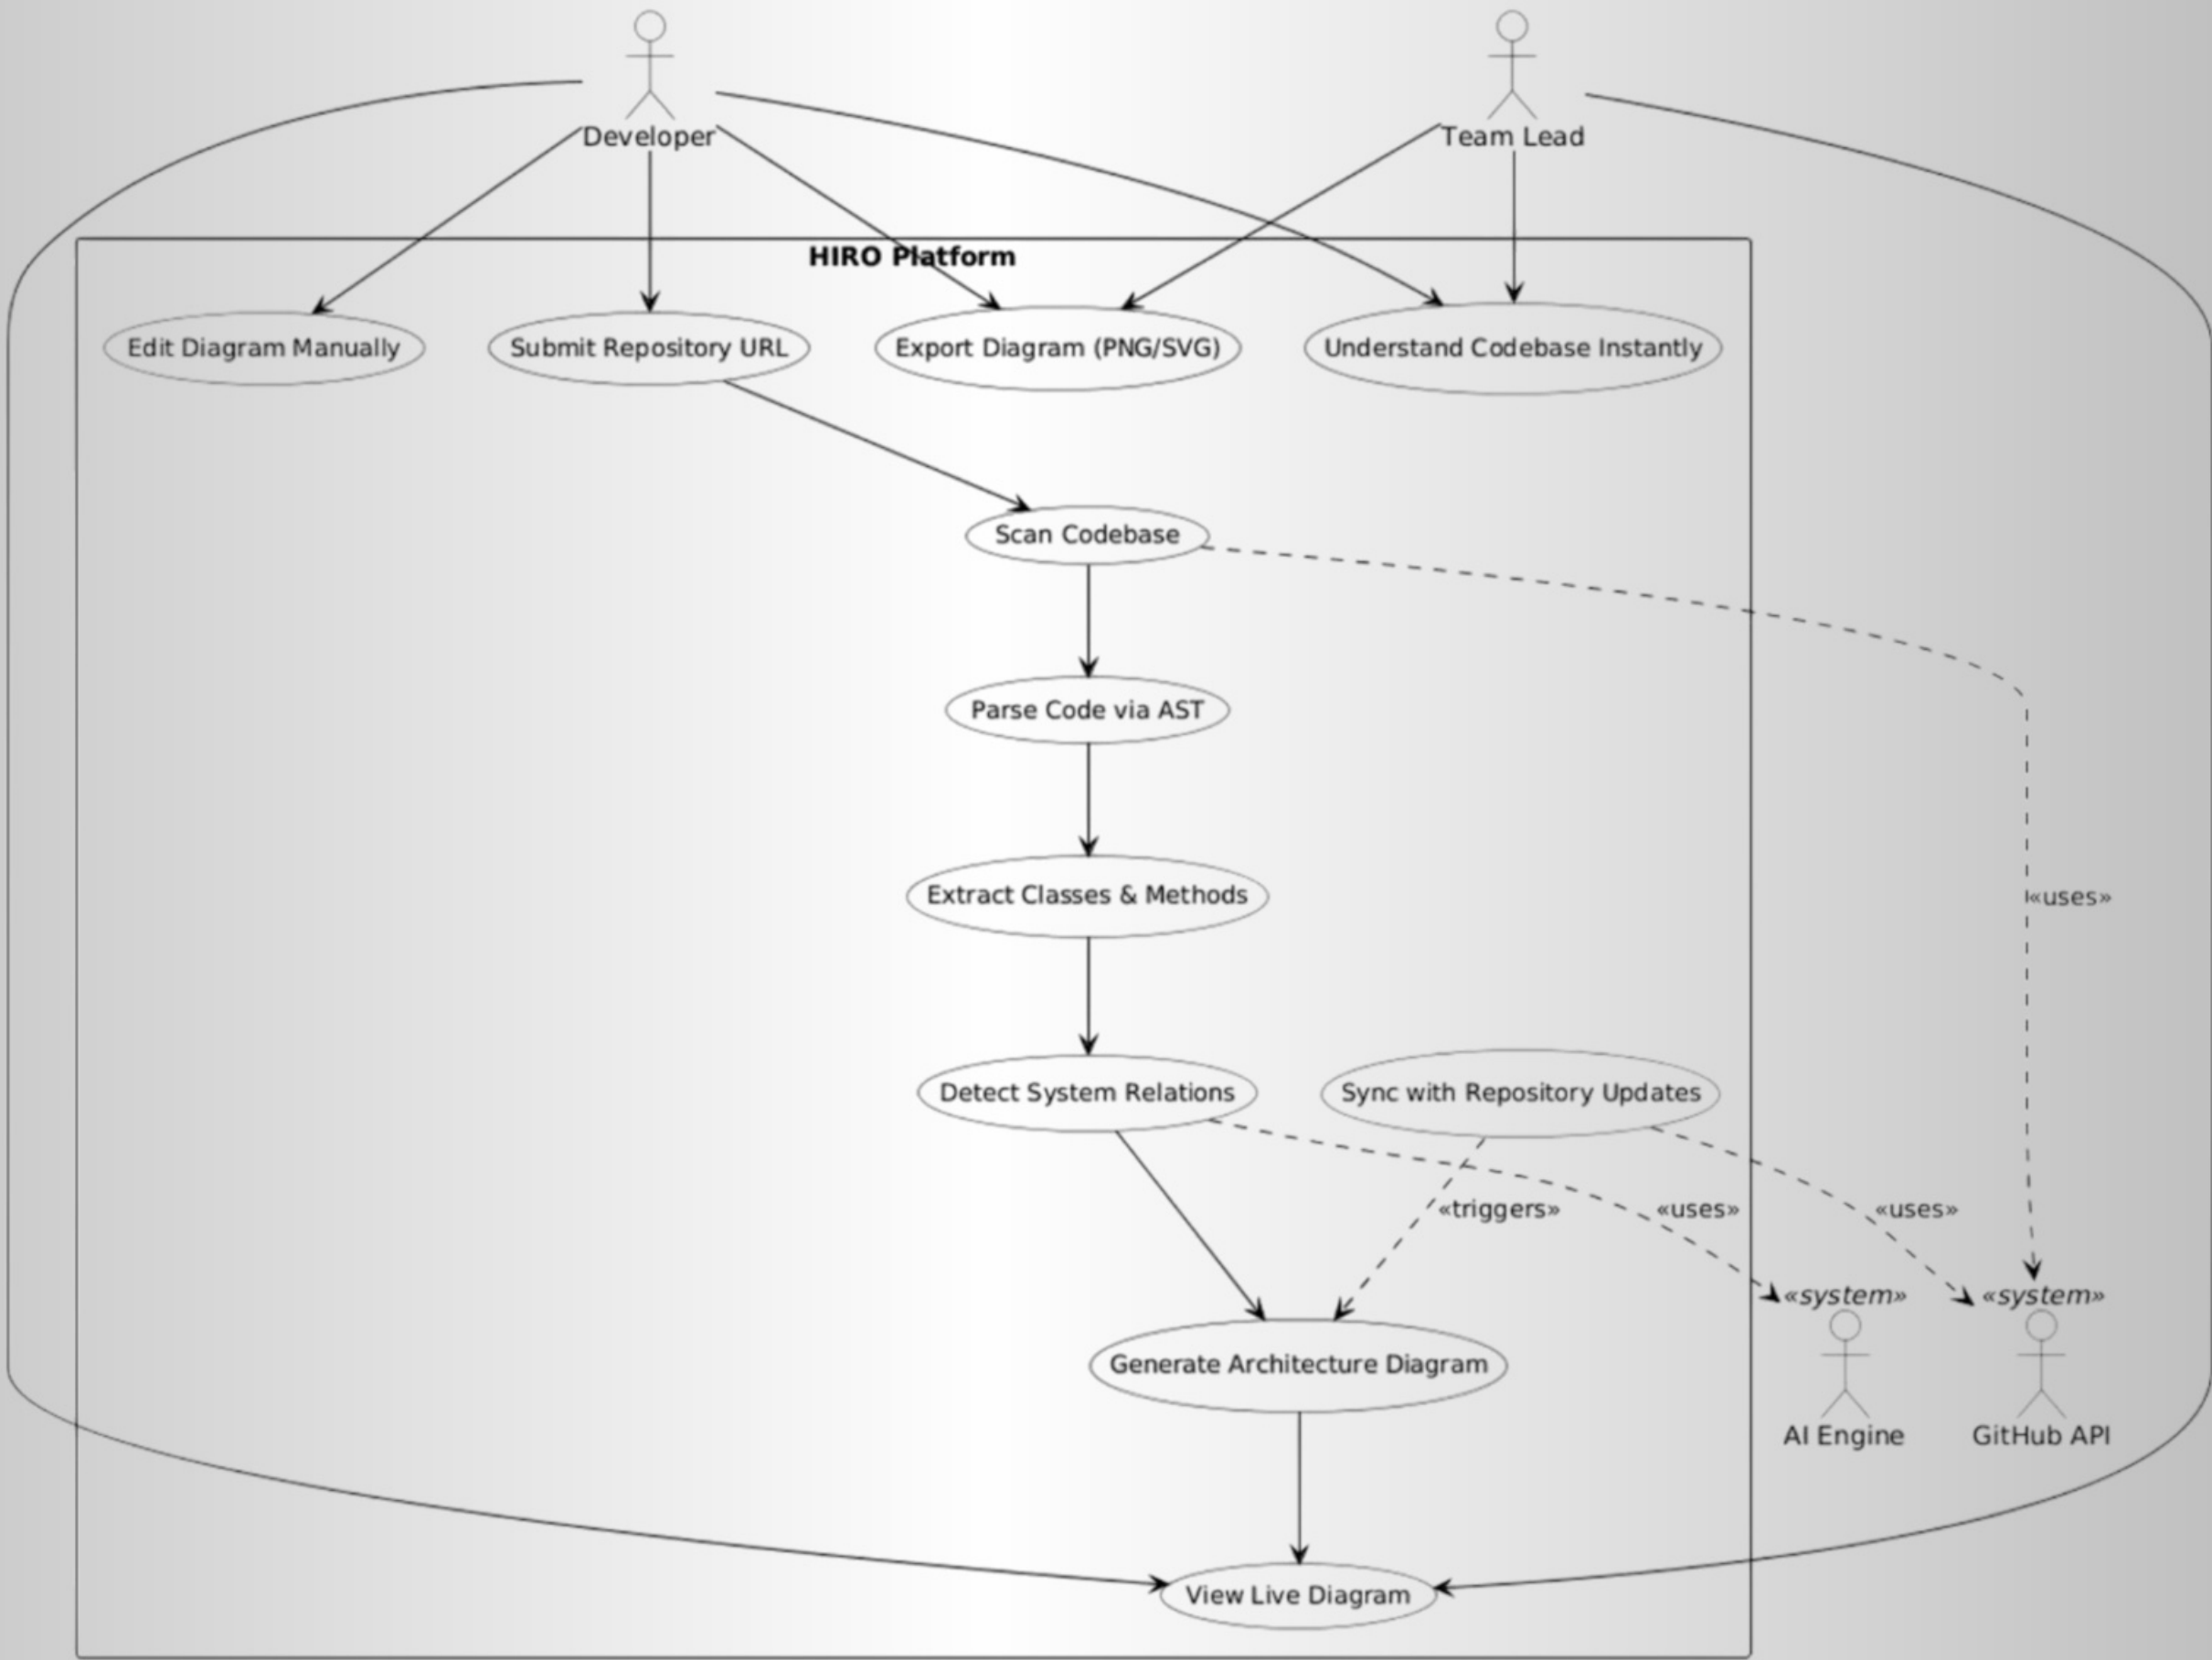 Developer
Team Lead
HIRO Platform
Edit Diagram Manually
Submit Repository URL
Export Diagram (PNG/SVG)
Understand Codebase Instantly
Scan Codebase
Parse Code via AST
Extract Classes & Methods
«uses»
Detect System Relations
Sync with Repository Updates
«triggers»
«uses»
«uses»
«system»
«system»
Generate Architecture Diagram
AI Engine
GitHub API
View Live Diagram